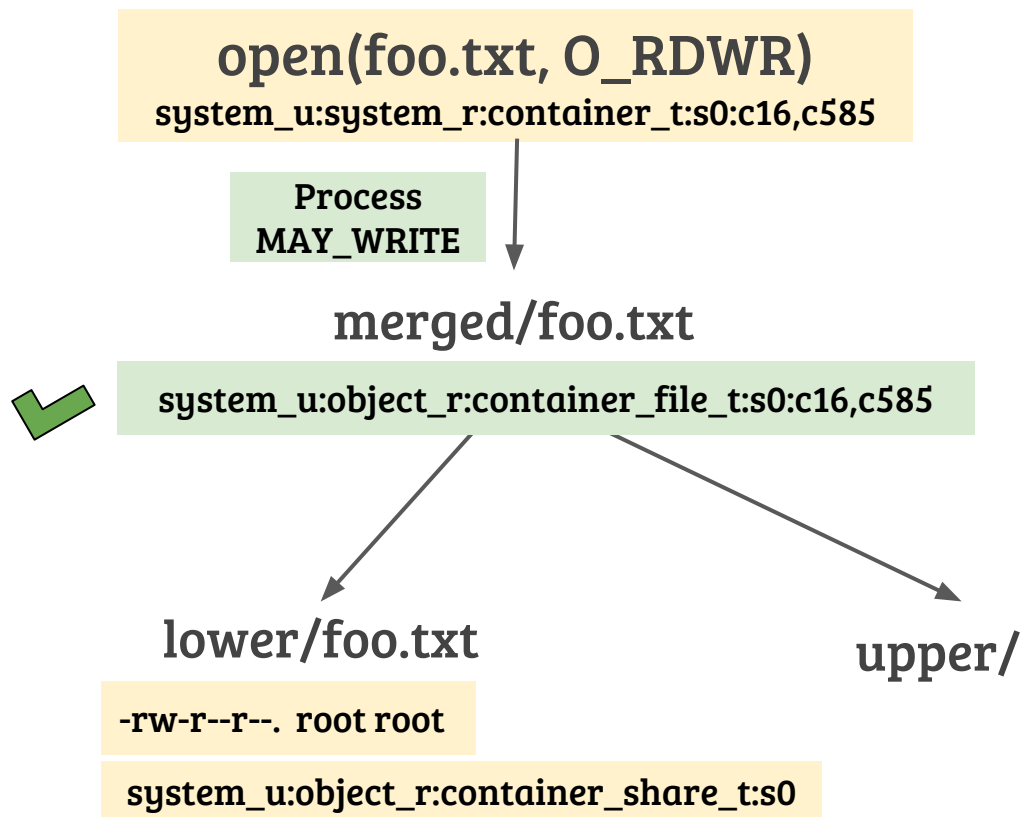 open(foo.txt, O_RDWR)
system_u:system_r:container_t:s0:c16,c585
Process
MAY_WRITE
merged/foo.txt
system_u:object_r:container_file_t:s0:c16,c585
lower/foo.txt
upper/
-rw-r--r--. root root
system_u:object_r:container_share_t:s0